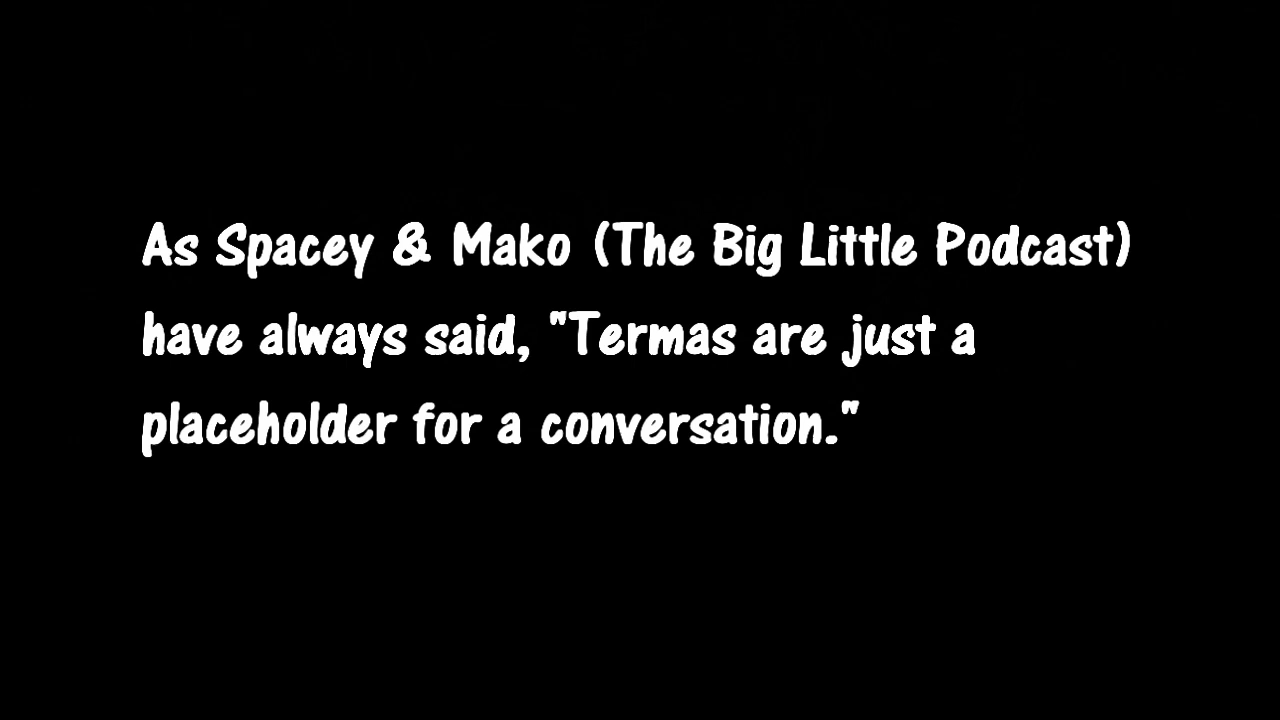 As Spacey & Mako (The Big Little Podcast)
have always said, "Termas are just a
placeholder for a conversation."